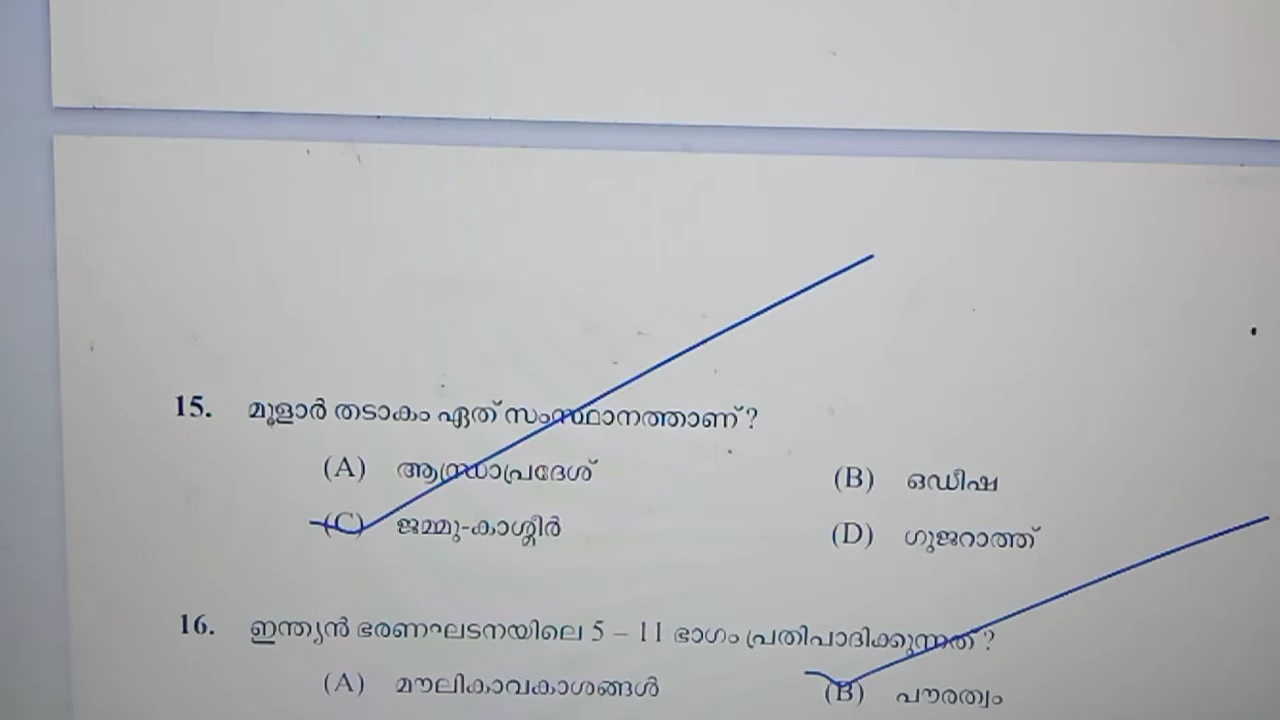 15. മൂളാർ തടാകം ഏത് സംസ്ഥാനത്താണ് ?
(A) ആന്ധ്രാപ്രദേശ് (B) ഒഡീഷ
(C) ജമ്മു-കാശ്മീർ (D) ഗുജറാത്ത്
16. ഇന്ത്യൻ ഭരണഘടനയിലെ 5 – 11 ഭാഗം പ്രതിപാദിക്കുന്നത് ?
(A) മൗലികാവകാശങ്ങൾ (B) പൗരത്വം